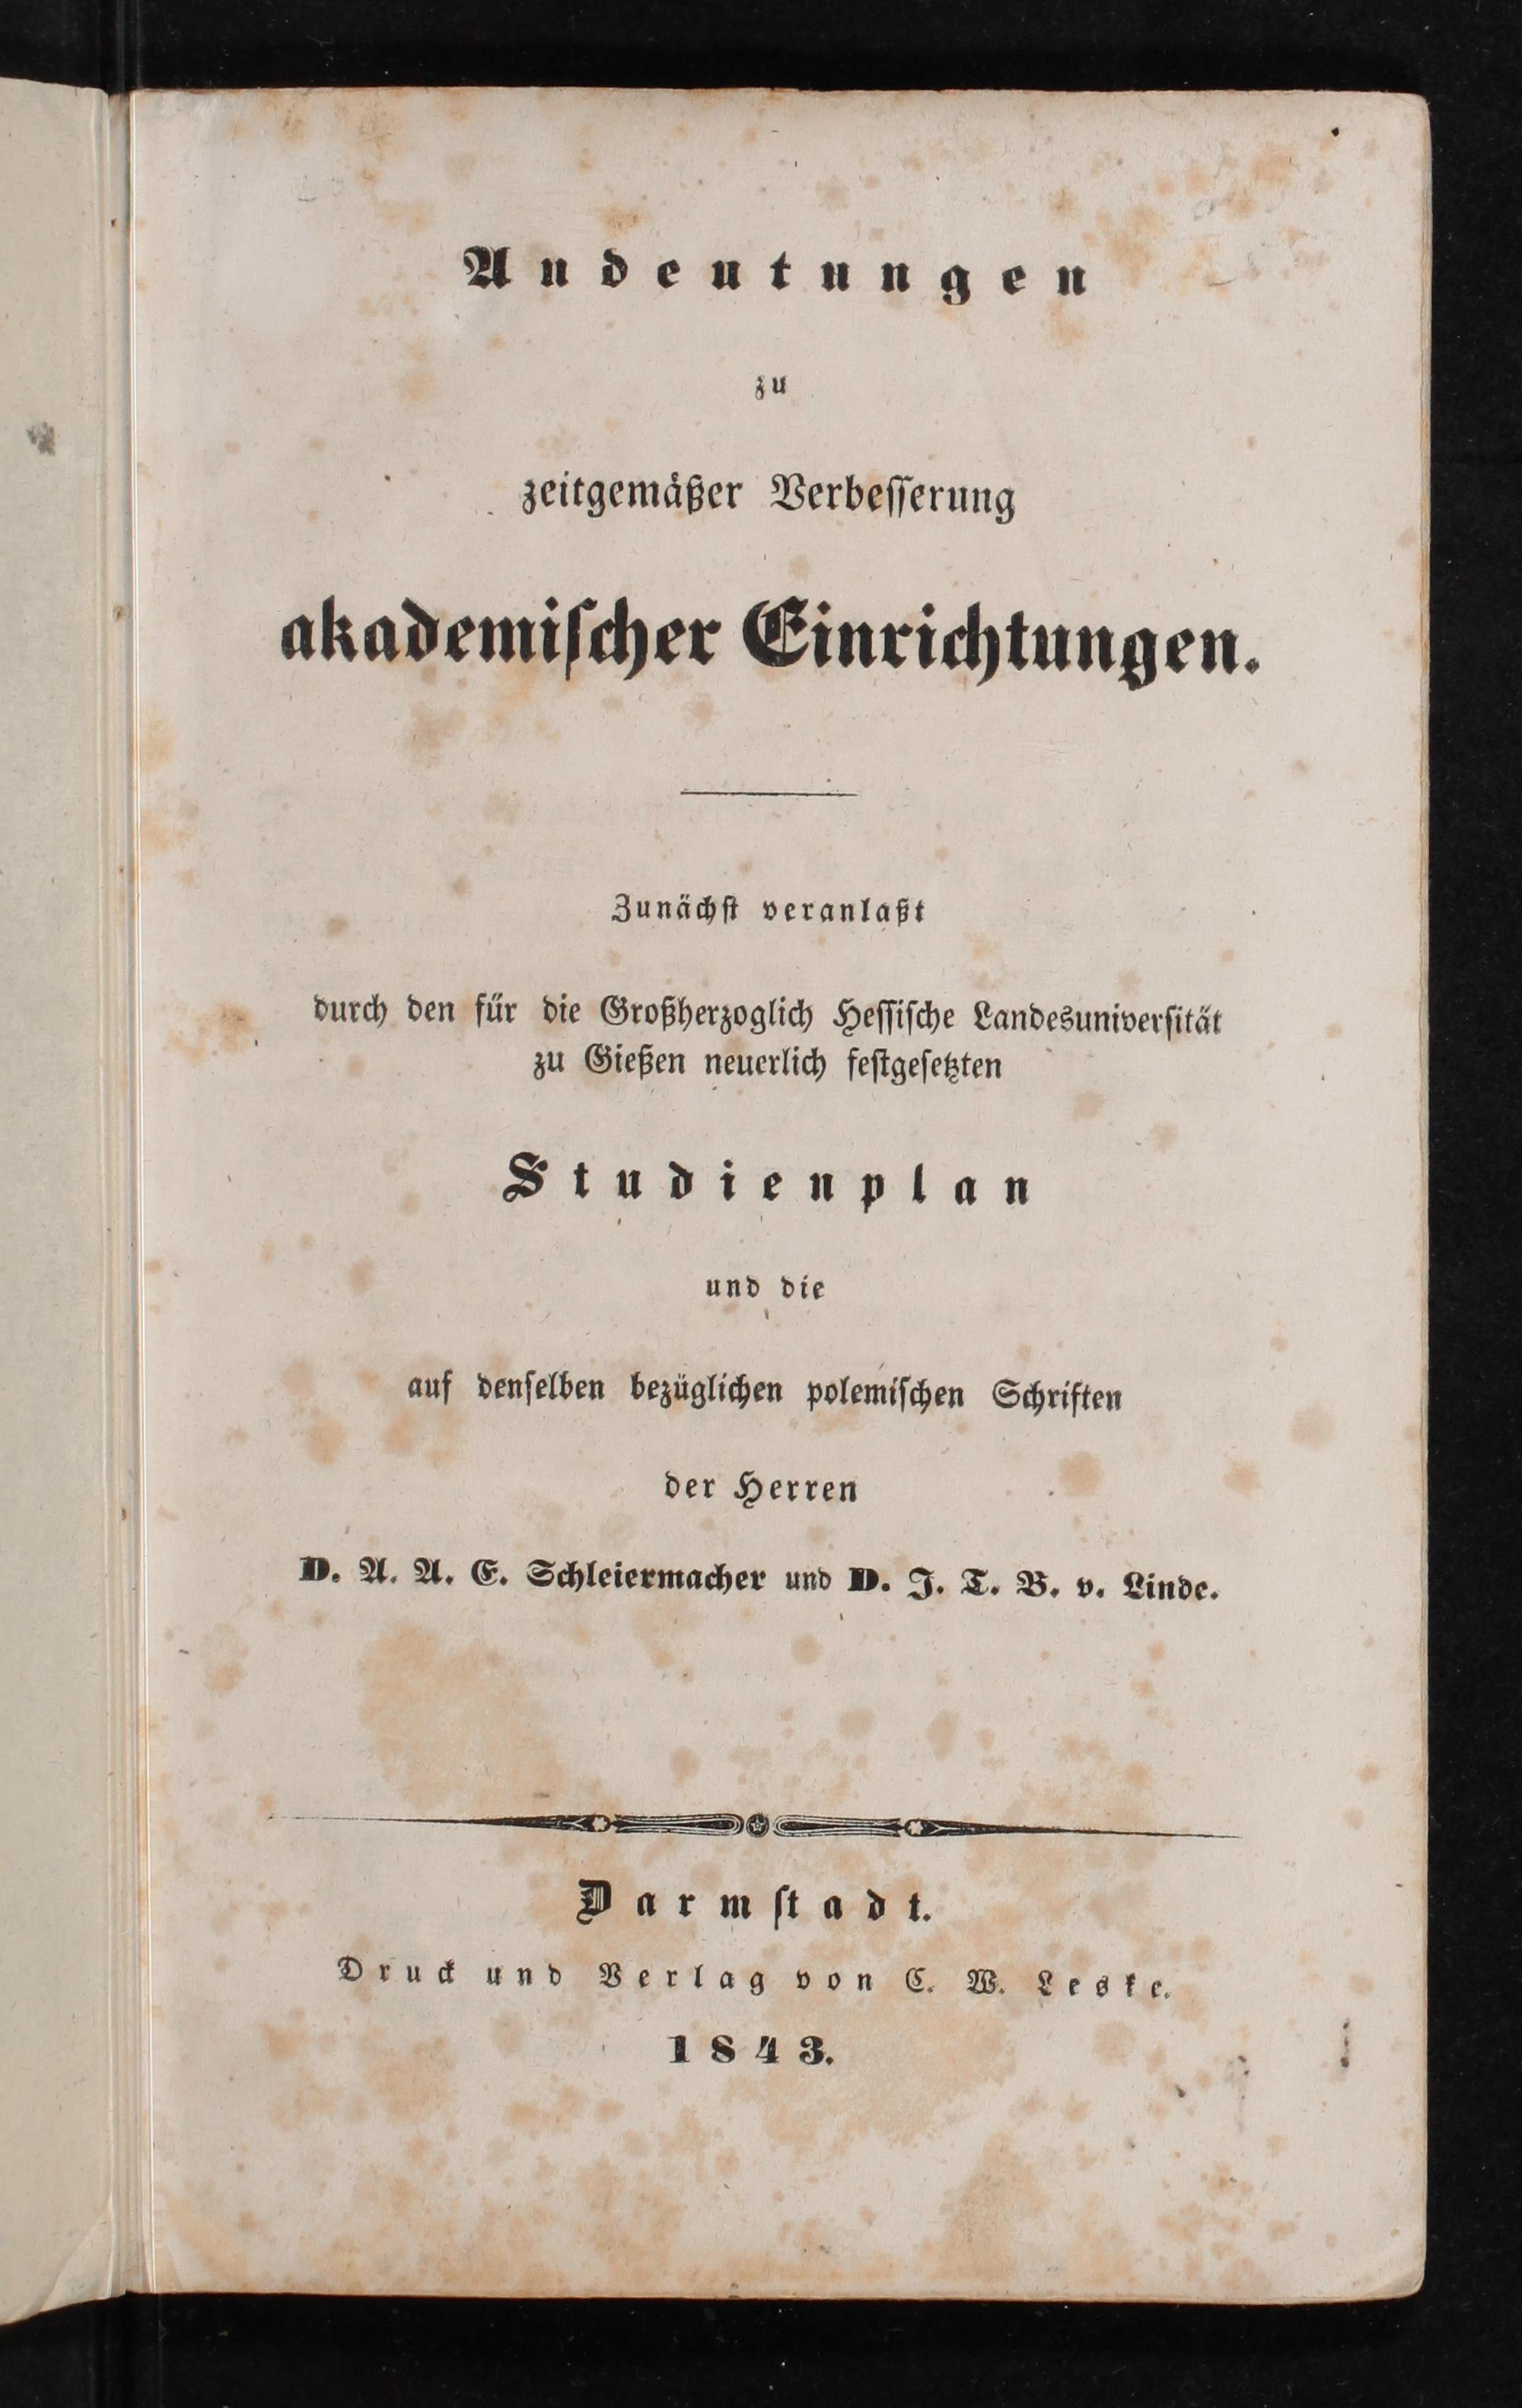 Andeutungen
zu
zeitgemäßer Verbesserung
akademiſcher Einrichtungen.
Zunächſt veranlaßt
durch den für die Großherzoglich Heſſiſche Landesuniverſität
zu Gießen neuerlich feſtgeſetzten
Studienplan
und die
auf denſelben bezüglichen polemiſchen Schriften
der Herren
D. A. A. E. Schleiermacher und D. J. T. B. v. Linde.
Darmſtadt.
Druck und Verlag von C. W. Leske.
1843.